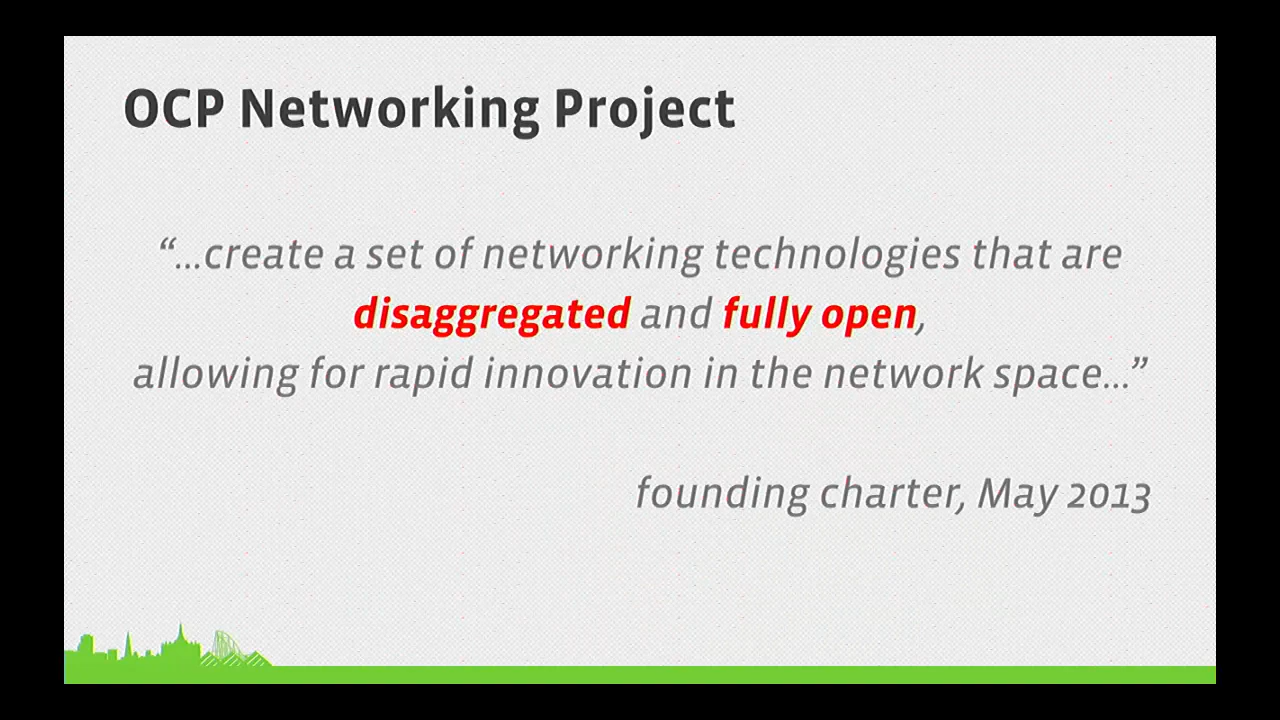 OCP Networking Project
“...create a set of networking technologies that are
disaggregated and fully open,
allowing for rapid innovation in the network space...”
founding charter, May 2013